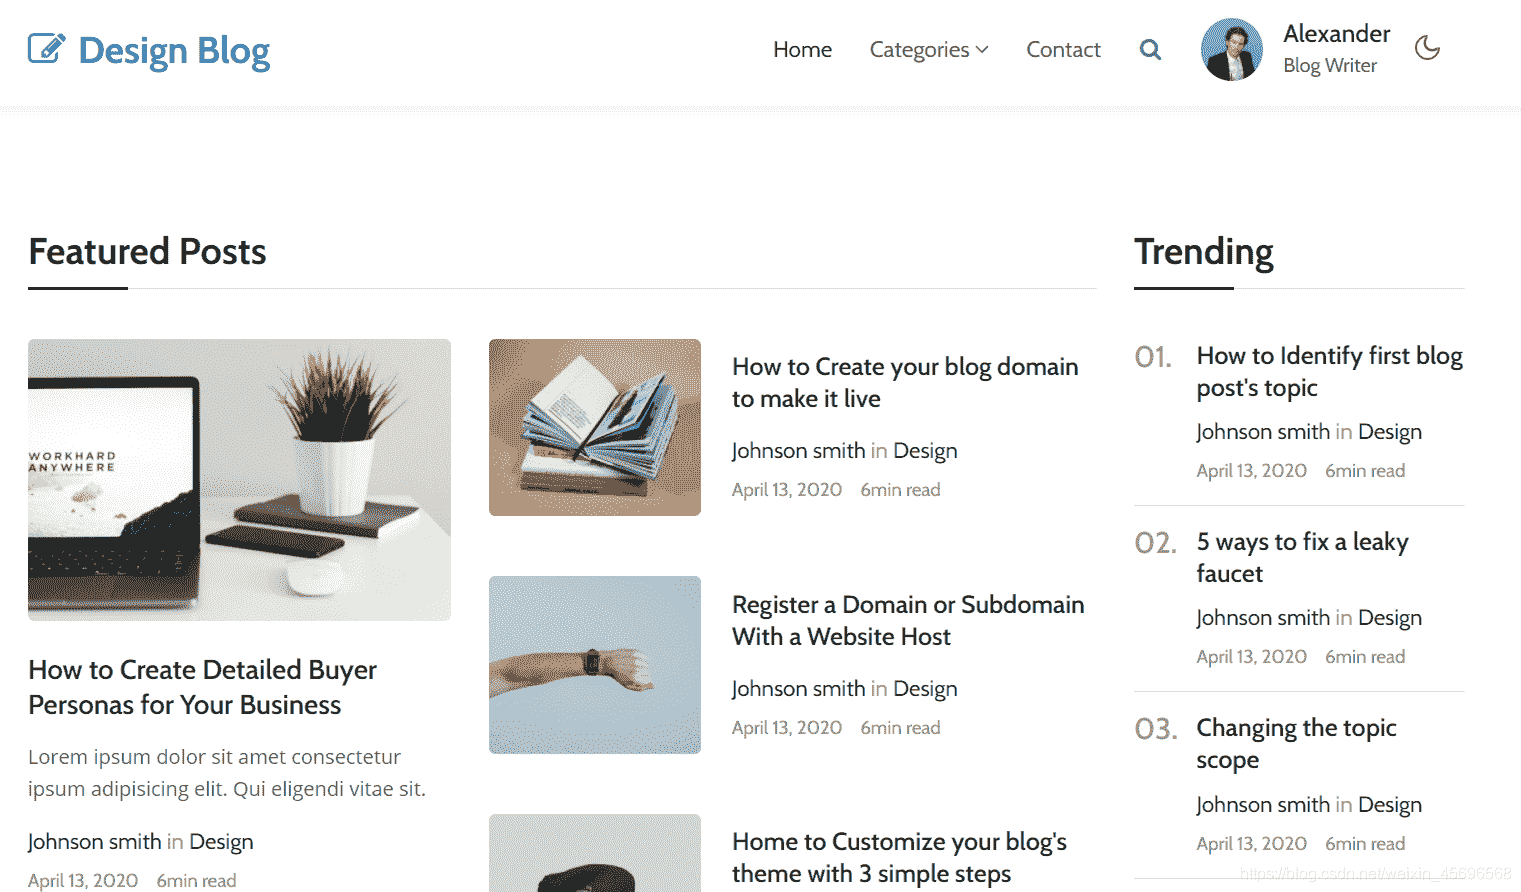 Design Blog
Home
Categories
Contact
Alexander
Blog Writer
Featured Posts
WORKHARD
ANYWHERE
How to Create Detailed Buyer
Personas for Your Business
Lorem ipsum dolor sit amet consectetur
ipsum adipisicing elit. Qui eligendi vitae sit.
Johnson smith in Design
April 13, 2020 6min read
How to Create your blog domain
to make it live
Johnson smith in Design
April 13, 2020 6min read
Register a Domain or Subdomain
With a Website Host
Johnson smith in Design
April 13, 2020 6min read
Home to Customize your blog's
theme with 3 simple steps
Trending
01.
How to Identify first blog
post's topic
Johnson smith in Design
April 13, 2020 6min read
02.
5 ways to fix a leaky
faucet
Johnson smith in Design
April 13, 2020 6min read
03.
Changing the topic
scope
Johnson smith in Design
April 13, 2020 6min read
https://blog.csdn.net/weixin_45696568